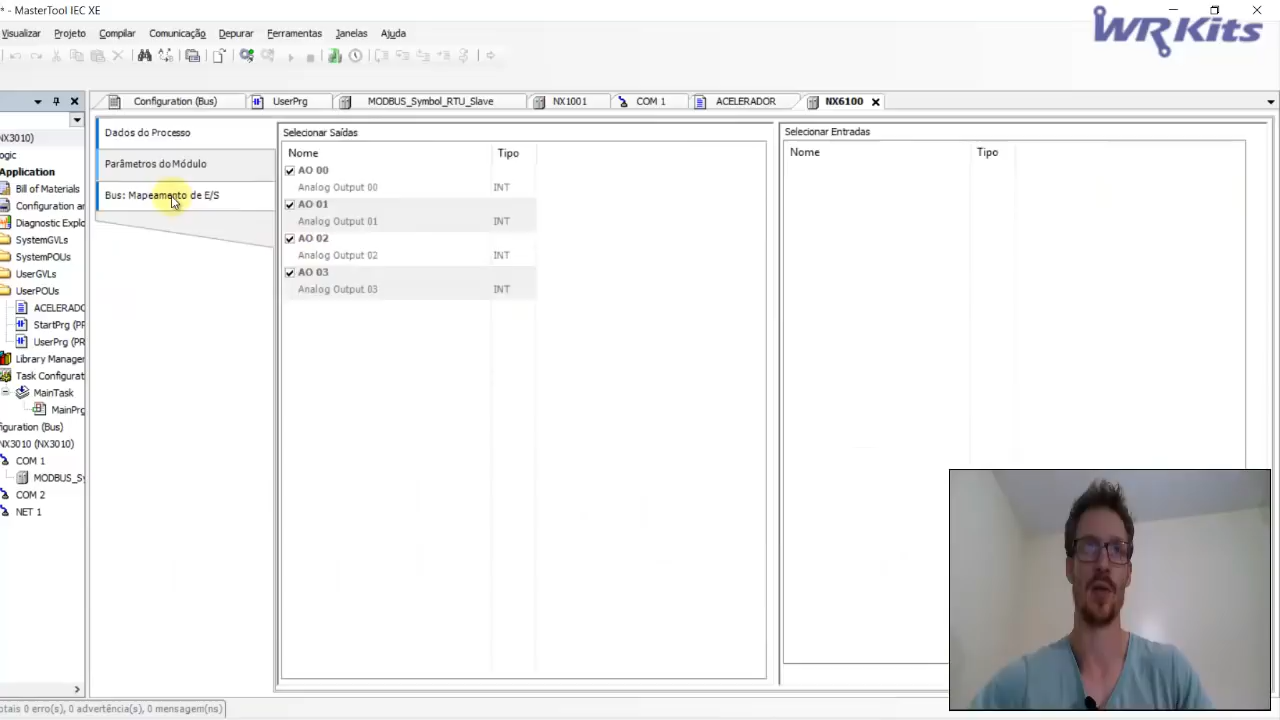 * - MasterTool IEC XE
WRKits
Visualizar Projeto Compilar Comunicação Depurar Ferramentas Janelas Ajuda
Configuration (Bus) UserPrg MODBUS_Symbol_RTU_Slave NX1001 COM 1 ACELERADOR NX6100
NX3010)
ogic
Application
Bill of Materials
Configuration an
Diagnostic Explo
SystemGVLs
SystemPOUs
UserGVLs
UserPOUs
ACELERADO
StartPrg (PR
UserPrg (PR
Library Manager
Task Configurat
MainTask
MainPrg
figuration (Bus)
NX3010 (NX3010)
COM 1
MODBUS_Sy
COM 2
NET 1
Dados do Processo
Parâmetros do Módulo
Bus: Mapeamento de E/S
Selecionar Saídas
Nome Tipo
AO 00
Analog Output 00 INT
AO 01
Analog Output 01 INT
AO 02
Analog Output 02 INT
AO 03
Analog Output 03 INT
Selecionar Entradas
Nome Tipo
otais 0 erro(s), 0 advertência(s), 0 mensagem(ns)